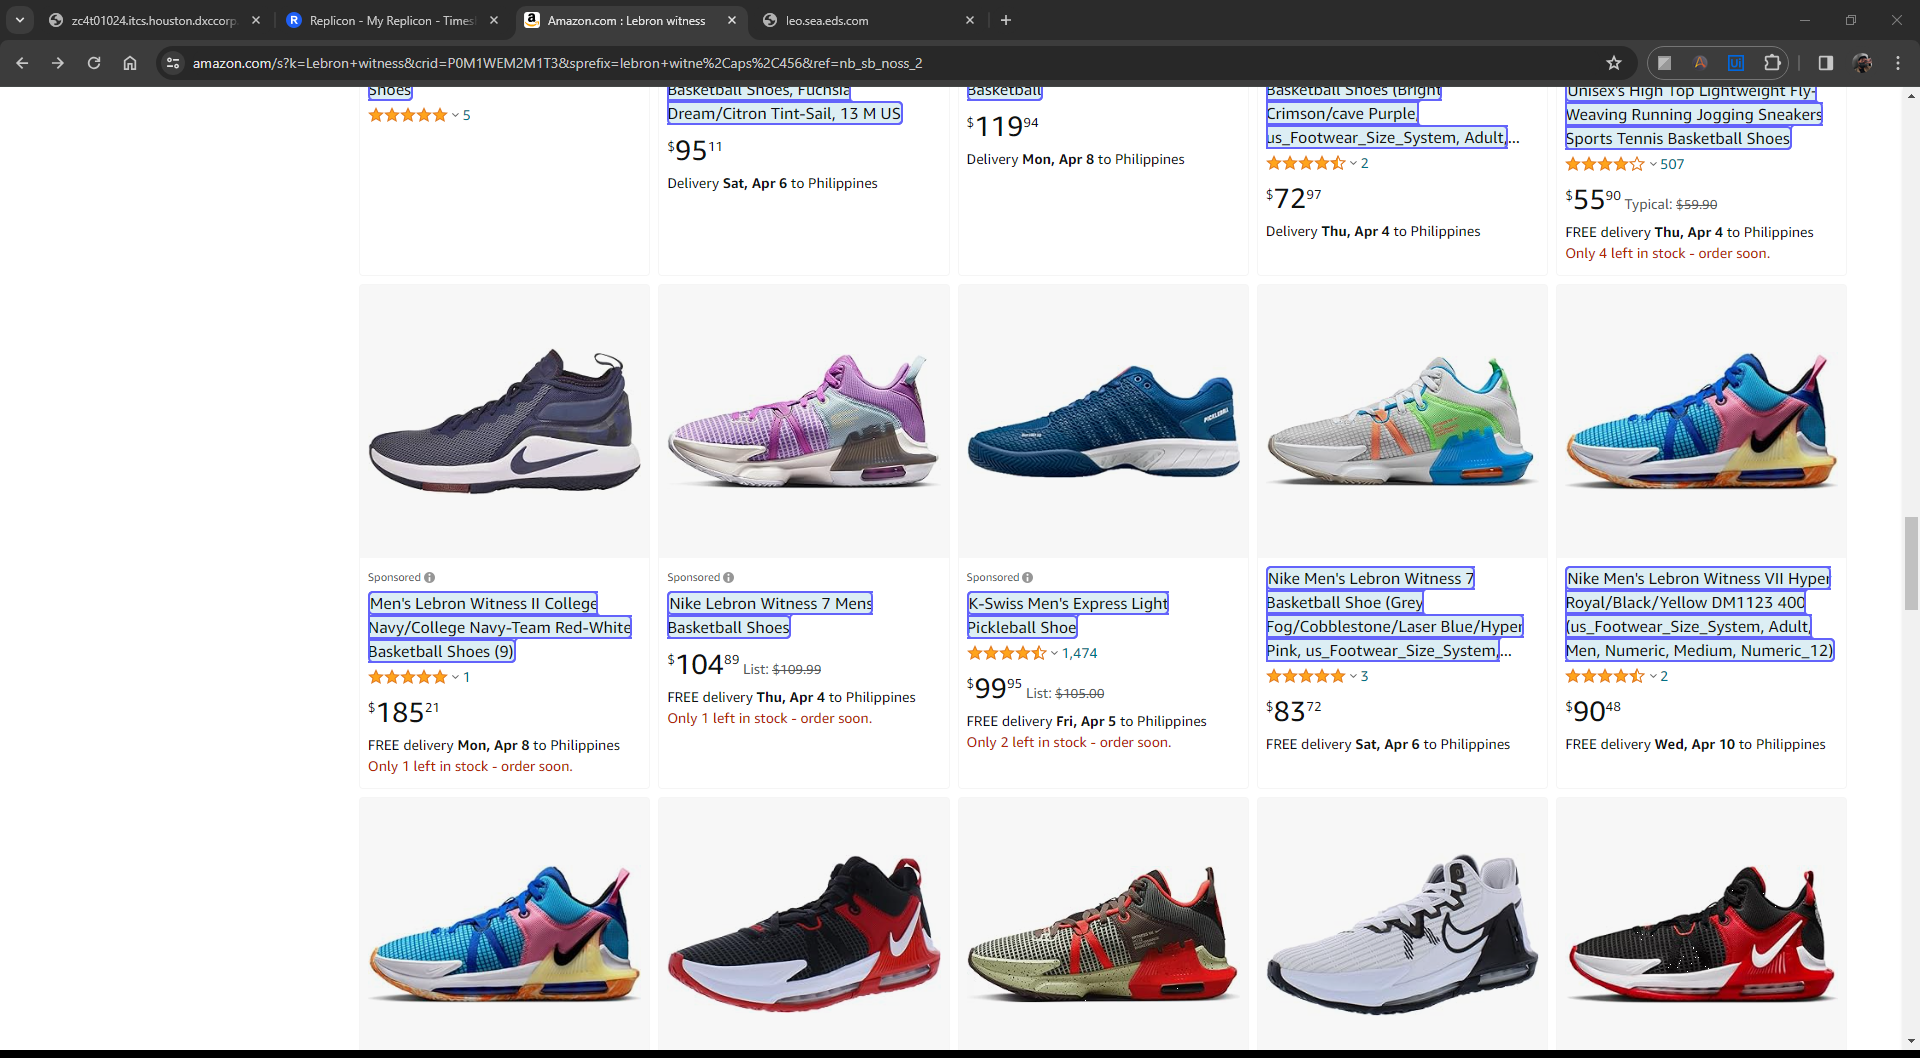 zc4t01024.itcs.houston.dxccorp.
Replicon - My Replicon - Times
Amazon.com : Lebron witness
leo.sea.eds.com
amazon.com/s?k=Lebron+witness&crid=P0M1WEM2M1T3&sprefix=lebron+witne%2Caps%2C456&ref=nb_sb_noss_2
Shoes
5
Basketball Shoes, Fuchsia
Dream/Citron Tint-Sail, 13 M US
$95.11
Delivery Sat, Apr 6 to Philippines
Basketball
$119.94
Delivery Mon, Apr 8 to Philippines
Basketball Shoes (Bright
Crimson/cave Purple,
us_Footwear_Size_System, Adult,...
2
$72.97
Delivery Thu, Apr 4 to Philippines
Unisex's High Top Lightweight Fly-
Weaving Running Jogging Sneakers
Sports Tennis Basketball Shoes
507
$55.90 Typical: $59.90
FREE delivery Thu, Apr 4 to Philippines
Only 4 left in stock - order soon.
Sponsored
Men's Lebron Witness II College
Navy/College Navy-Team Red-White
Basketball Shoes (9)
1
$185.21
FREE delivery Mon, Apr 8 to Philippines
Only 1 left in stock - order soon.
Sponsored
Nike Lebron Witness 7 Mens
Basketball Shoes
$104.89 List: $109.99
FREE delivery Thu, Apr 4 to Philippines
Only 1 left in stock - order soon.
PICKLEBALL
Sponsored
K-Swiss Men's Express Light
Pickleball Shoe
1,474
$99.95 List: $105.00
FREE delivery Fri, Apr 5 to Philippines
Only 2 left in stock - order soon.
Nike Men's Lebron Witness 7
Basketball Shoe (Grey
Fog/Cobblestone/Laser Blue/Hyper
Pink, us_Footwear_Size_System,...
3
$83.72
FREE delivery Sat, Apr 6 to Philippines
Nike Men's Lebron Witness VII Hyper
Royal/Black/Yellow DM1123 400
(us_Footwear_Size_System, Adult,
Men, Numeric, Medium, Numeric_12)
2
$90.48
FREE delivery Wed, Apr 10 to Philippines